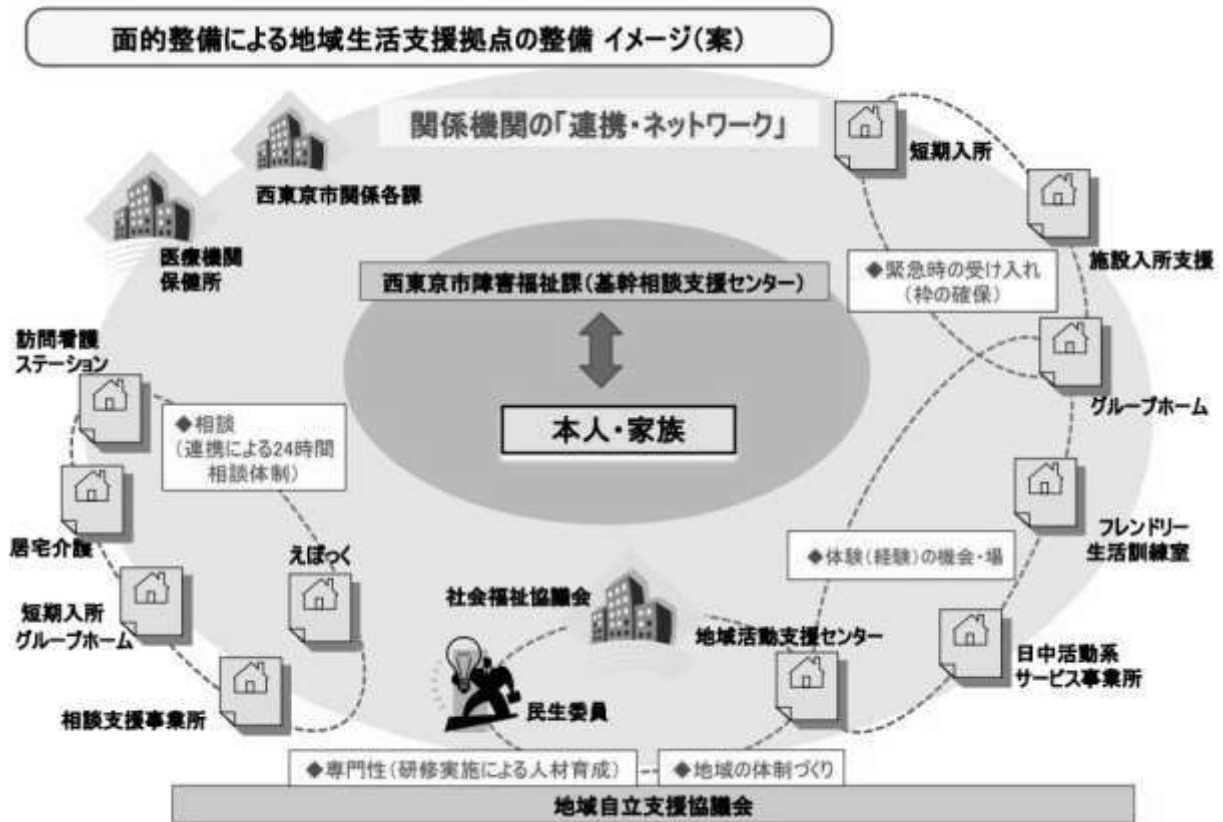 面的整備による地域生活支援拠点の整備 イメージ(案)
関係機関の「連携・ネットワーク」
西東京市関係各課
医療機関
保健所
短期入所
施設入所支援
◆緊急時の受け入れ
(枠の確保)
グループホーム
西東京市障害福祉課(基幹相談支援センター)
本人・家族
訪問看護
ステーション
◆相談
(連携による24時間
相談体制)
居宅介護
えぽっく
短期入所
グループホーム
相談支援事業所
フレンドリー
生活訓練室
◆体験(経験)の機会・場
社会福祉協議会
地域活動支援センター
日中活動系
サービス事業所
民生委員
◆専門性(研修実施による人材育成)
◆地域の体制づくり
地域自立支援協議会